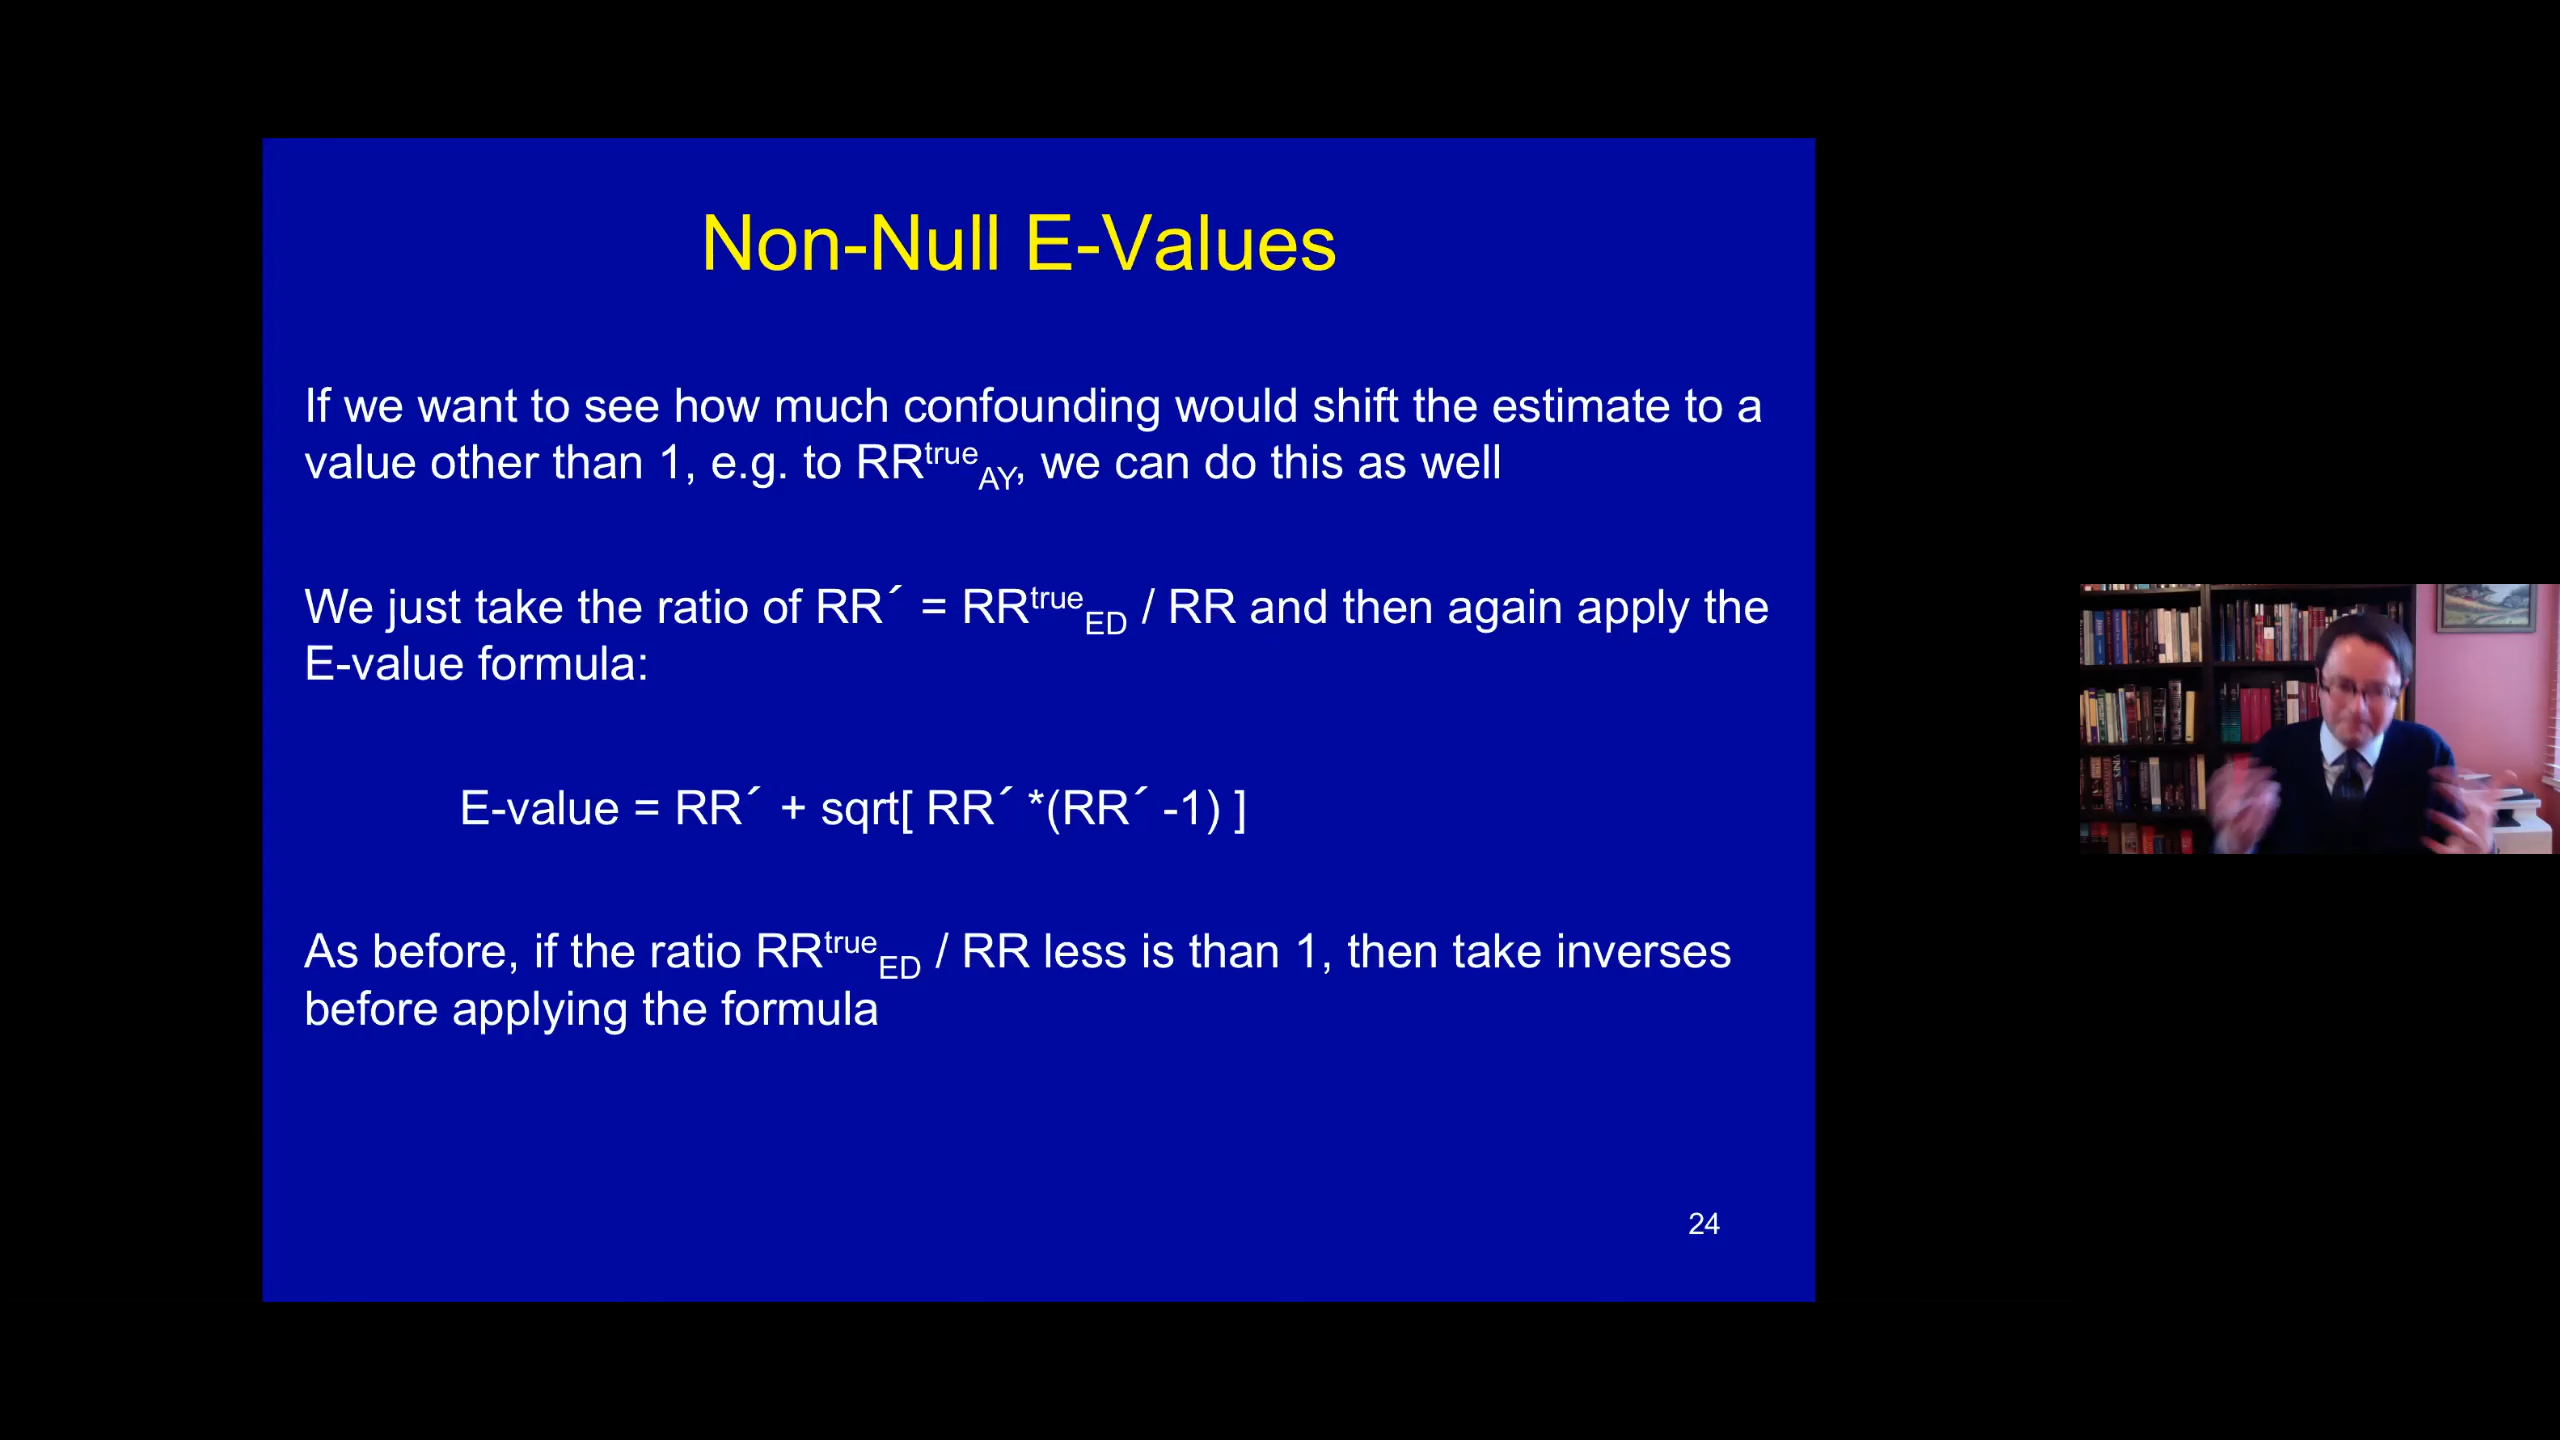 Non-Null E-Values
If we want to see how much confounding would shift the estimate to a
value other than 1, e.g. to RRtrueAY, we can do this as well
We just take the ratio of RR´ = RRtrueED / RR and then again apply the
E-value formula:
E-value = RR´ + sqrt[ RR´ *(RR´ -1) ]
As before, if the ratio RRtrueED / RR less is than 1, then take inverses
before applying the formula
24